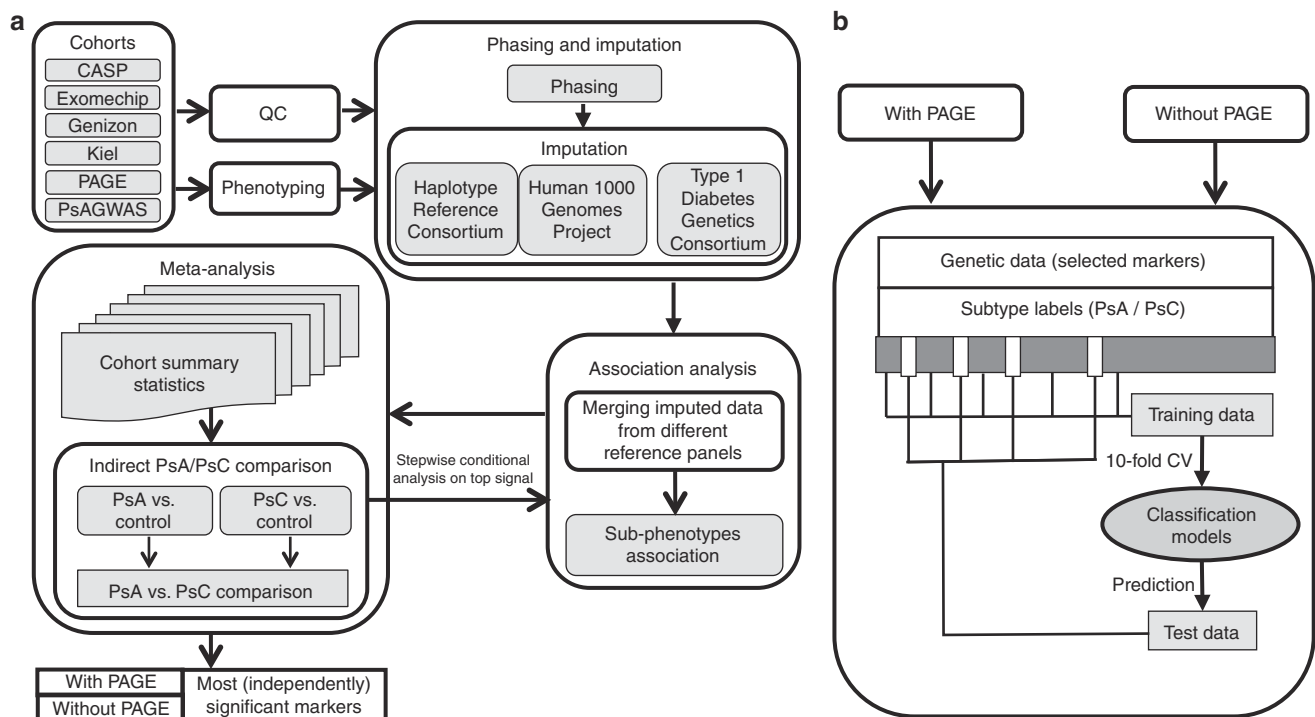 a
Cohorts
CASP
Exomechip
Genizon
Kiel
PAGE
PsAGWAS
QC
Phenotyping
Phasing and imputation
Phasing
Imputation
Haplotype
Reference
Consortium
Human 1000
Genomes
Project
Type 1
Diabetes
Genetics
Consortium
Meta-analysis
Cohort summary
statistics
Indirect PsA/PsC comparison
PsA vs.
control
PsC vs.
control
PsA vs. PsC comparison
Stepwise conditional
analysis on top signal
Association analysis
Merging imputed data
from different
reference panels
Sub-phenotypes
association
With PAGE
Without PAGE
Most (independently)
significant markers
b
With PAGE
Without PAGE
Genetic data (selected markers)
Subtype labels (PsA / PsC)
Training data
10-fold CV
Classification
models
Prediction
Test data